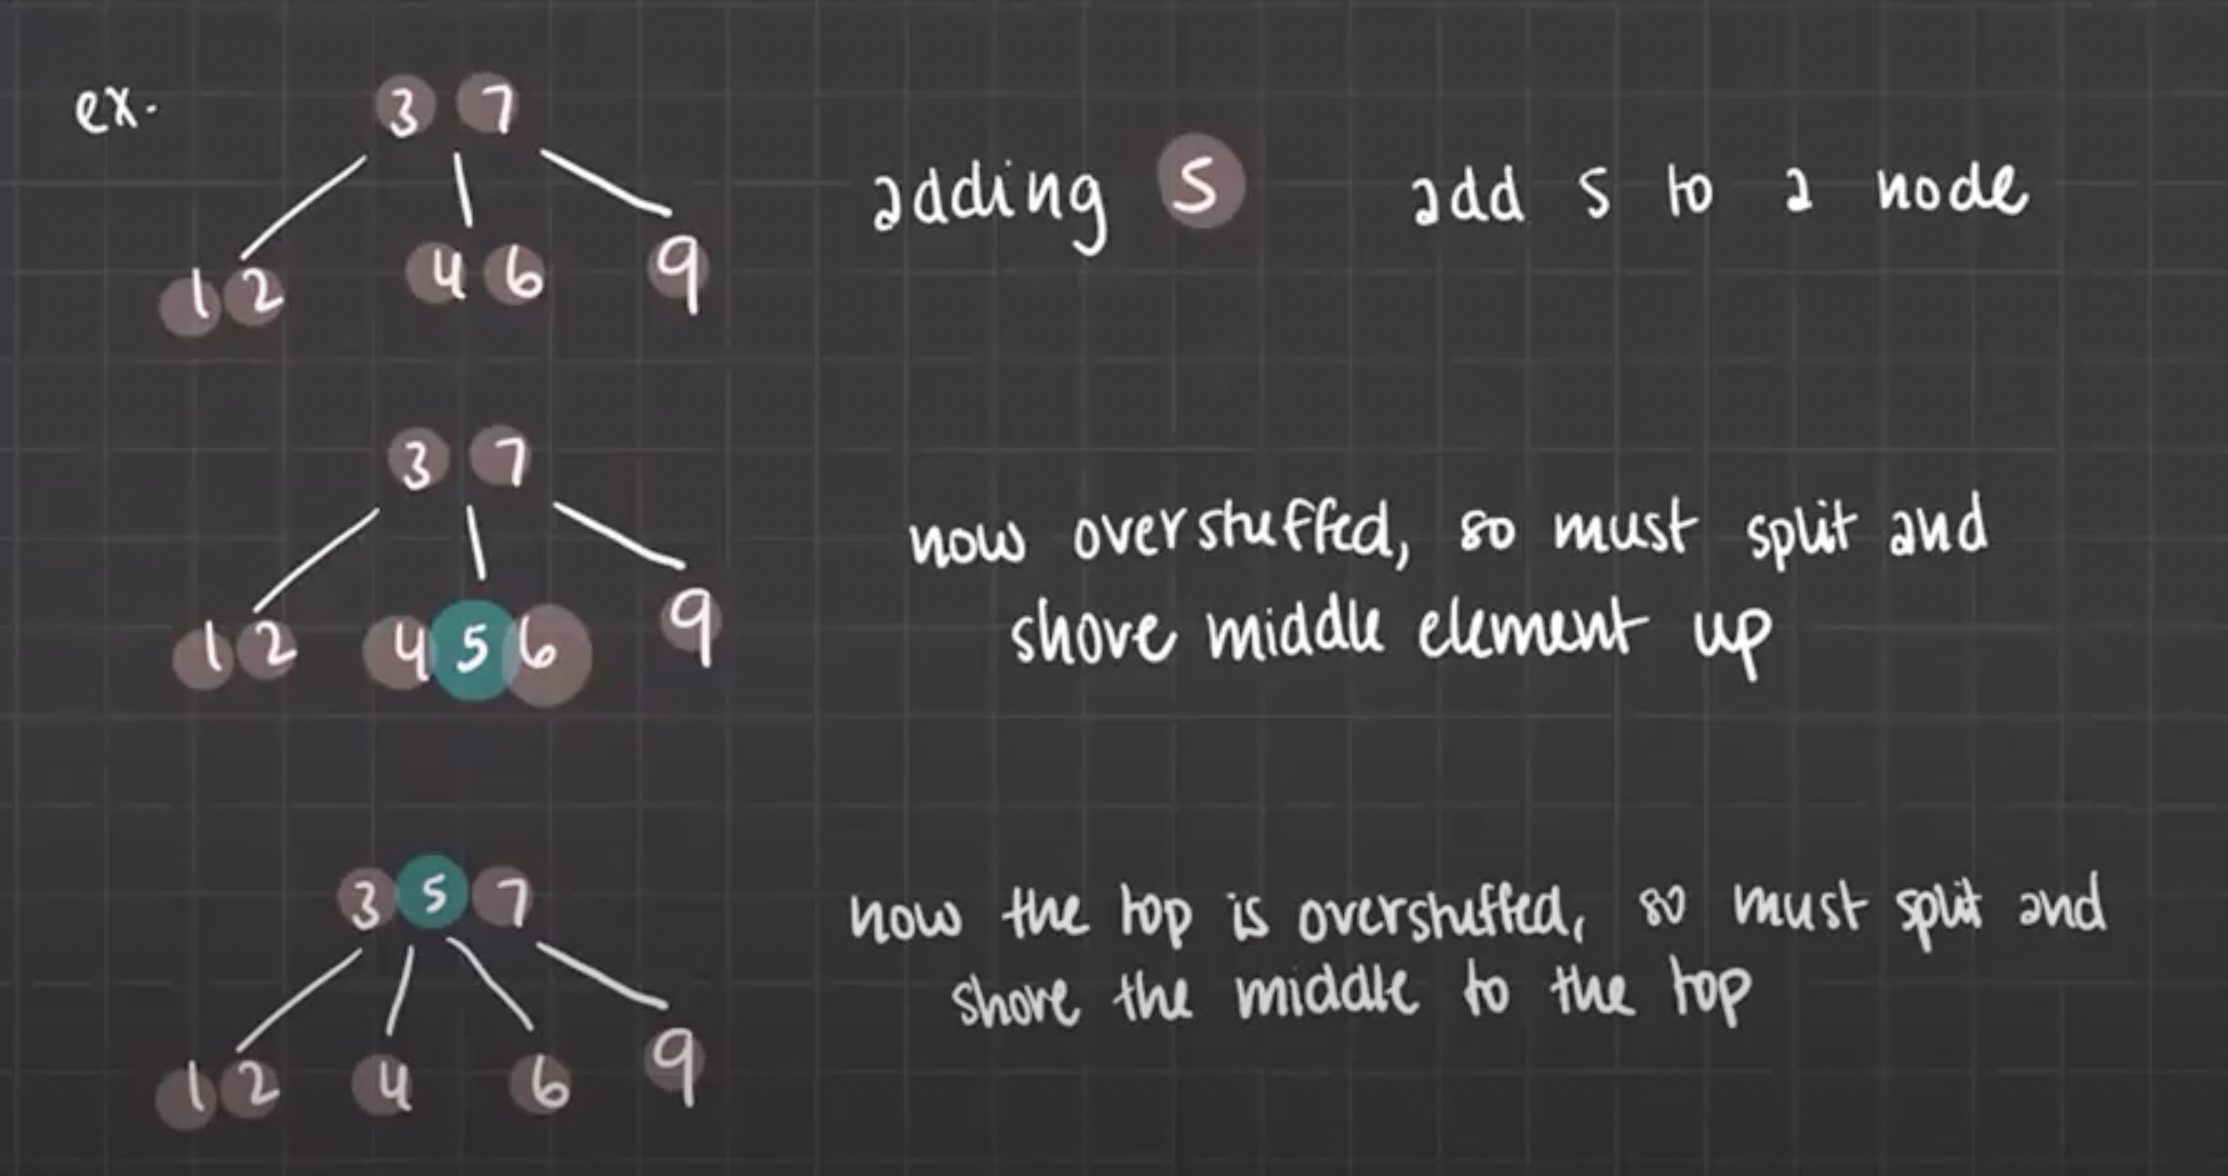 ex.
3 7
1 2 4 6 9
adding 5 add 5 to a node
3 7
1 2 4 5 6 9
now overstuffed, so must split and
shove middle element up
3 5 7
1 2 4 6 9
now the top is overstuffed, so must split and
shove the middle to the top